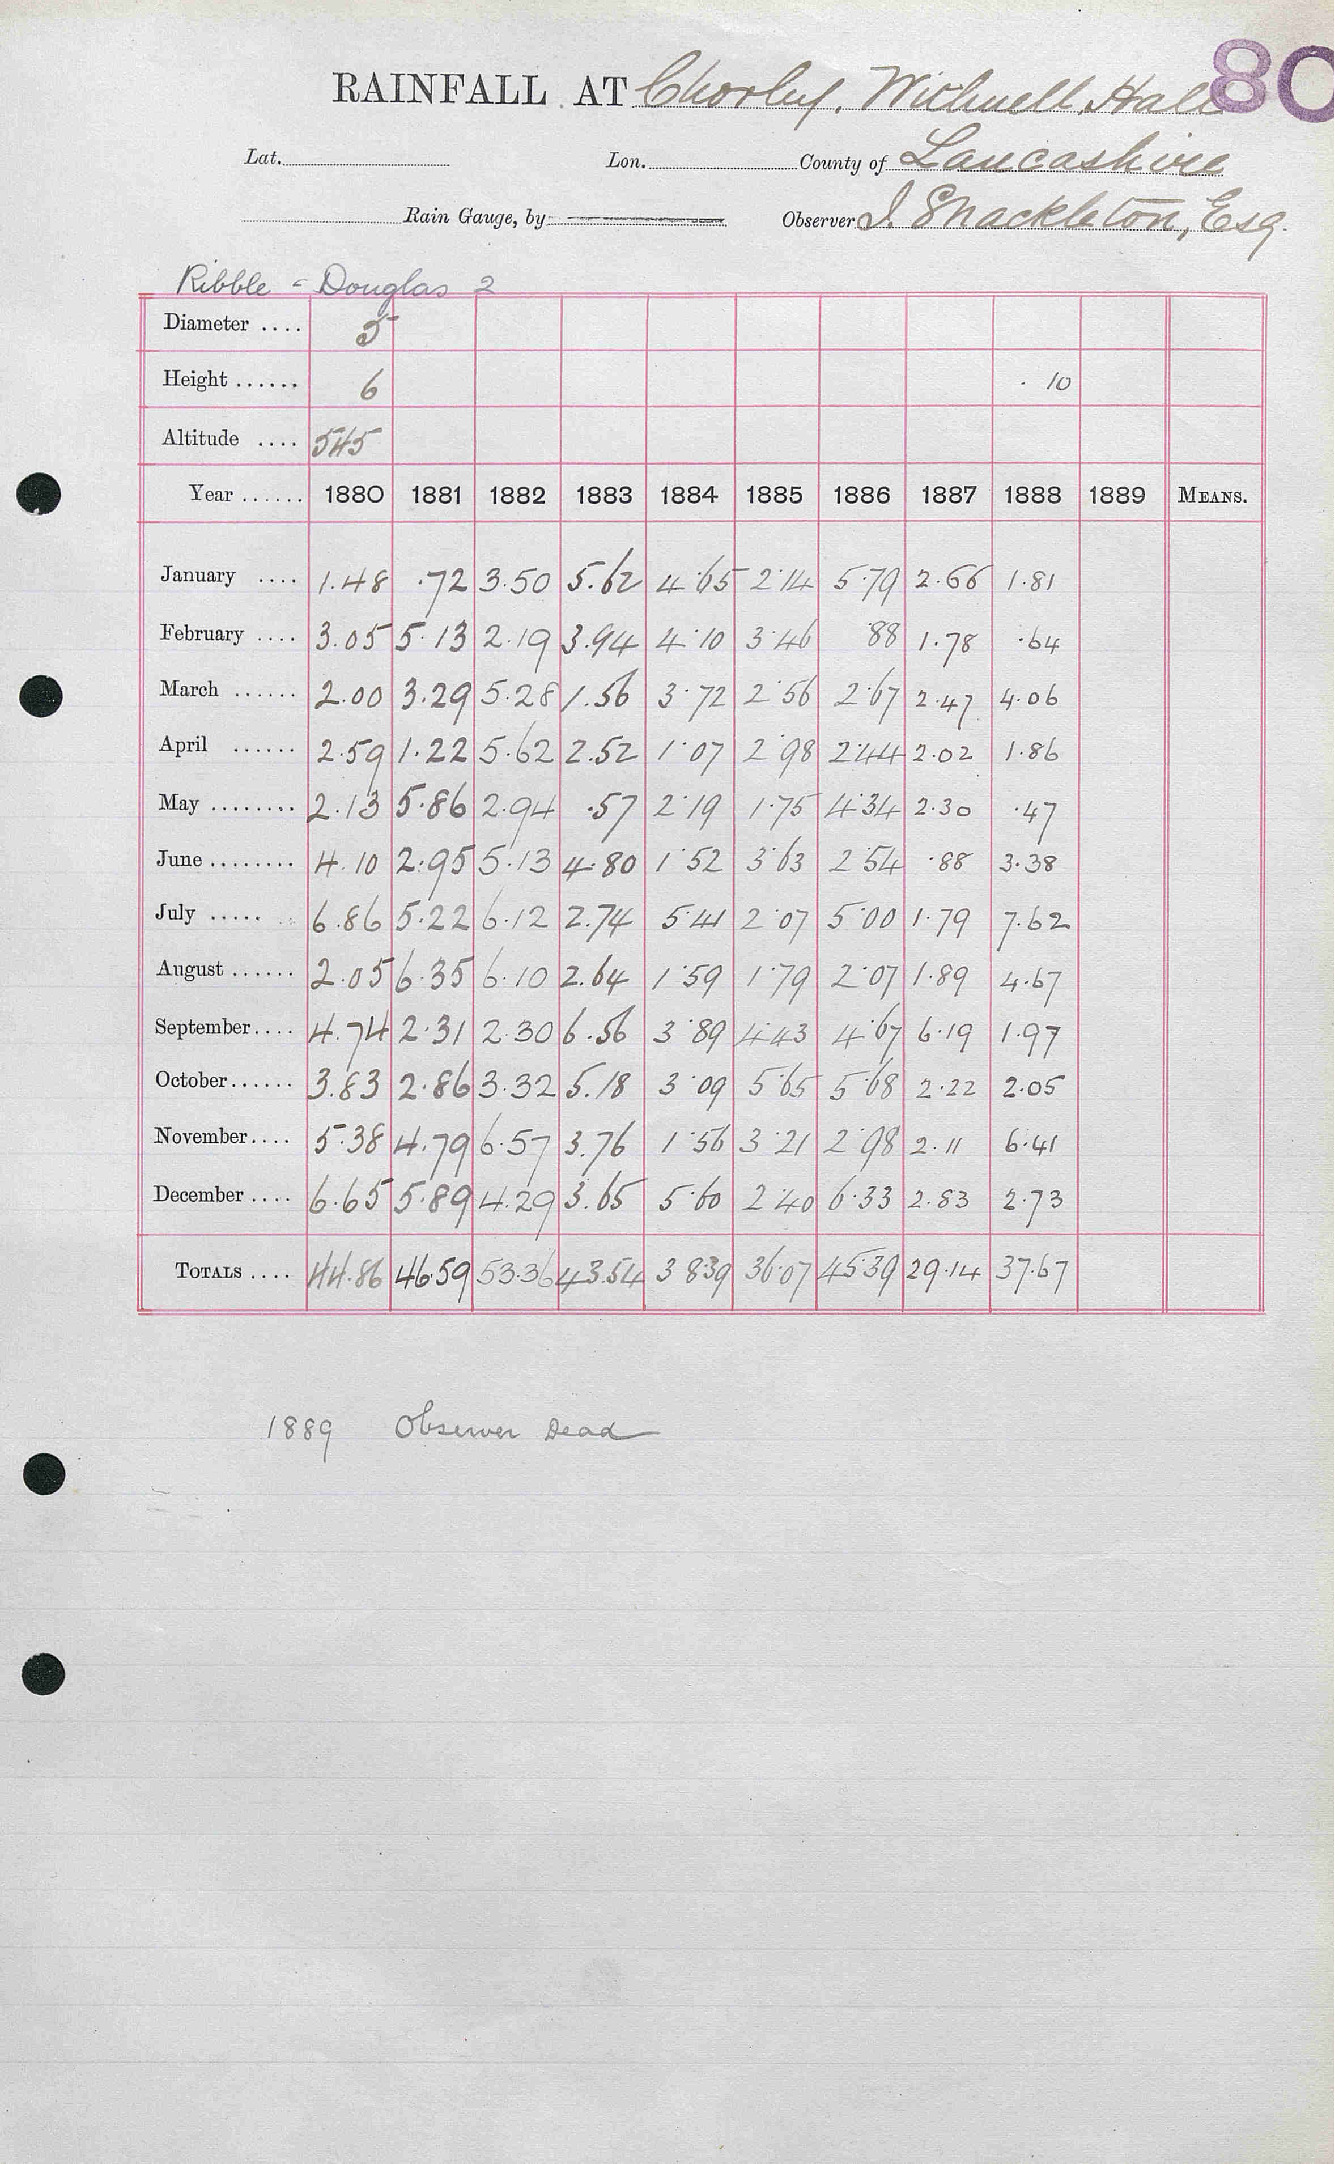 80
RAINFALL AT Chorley, Withnell Hall
Lat. Lon. County of Lancashire
Rain Gauge, by Observer J. Shackleton, Esq.
Ribble - Douglas 2
Diameter .... 5
Height ...... 6 · 10
Altitude .... 545
Year ...... 1880 1881 1882 1883 1884 1885 1886 1887 1888 1889 MEANS.
January .... 1.48 .72 3.50 5.62 4.65 2.14 5.79 2.66 1.81
February .... 3.05 5.13 2.19 3.94 4.10 3.46 .88 1.78 .64
March ...... 2.00 3.29 5.28 1.56 3.72 2.56 2.67 2.47 4.06
April ...... 2.59 1.22 5.62 2.52 1.07 2.98 2.44 2.02 1.86
May ........ 2.13 5.86 2.94 .57 2.19 1.75 4.34 2.30 .47
June ........ 4.10 2.95 5.13 4.80 1.52 3.63 2.54 .88 3.38
July ..... 6.86 5.22 6.12 2.74 5.41 2.07 5.00 1.79 7.62
August ...... 2.05 6.35 6.10 2.64 1.59 1.79 2.07 1.89 4.67
September.... 4.74 2.31 2.30 6.56 3.89 4.43 4.67 6.19 1.97
October...... 3.83 2.86 3.32 5.18 3.09 5.65 5.68 2.22 2.05
November.... 5.38 4.79 6.57 3.76 1.56 3.21 2.98 2.11 6.41
December .... 6.65 5.89 4.29 3.65 5.60 2.40 6.33 2.83 2.73
TOTALS .... 44.86 46.59 53.36 43.54 38.39 36.07 45.39 29.14 37.67
1889 Observer Dead